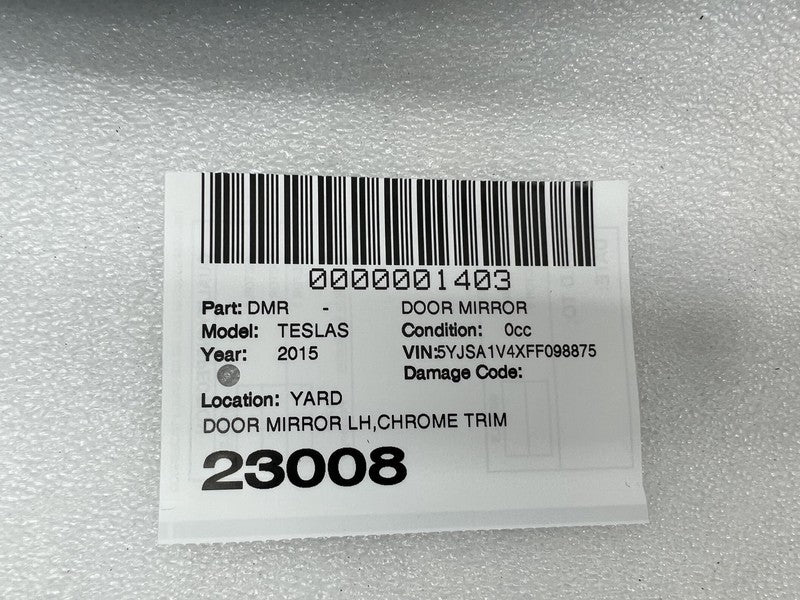 0000001403
Part: DMR - DOOR MIRROR
Model: TESLAS Condition: 0cc
Year: 2015 VIN:5YJSA1V4XFF098875
Damage Code:
Location: YARD
DOOR MIRROR LH,CHROME TRIM
23008